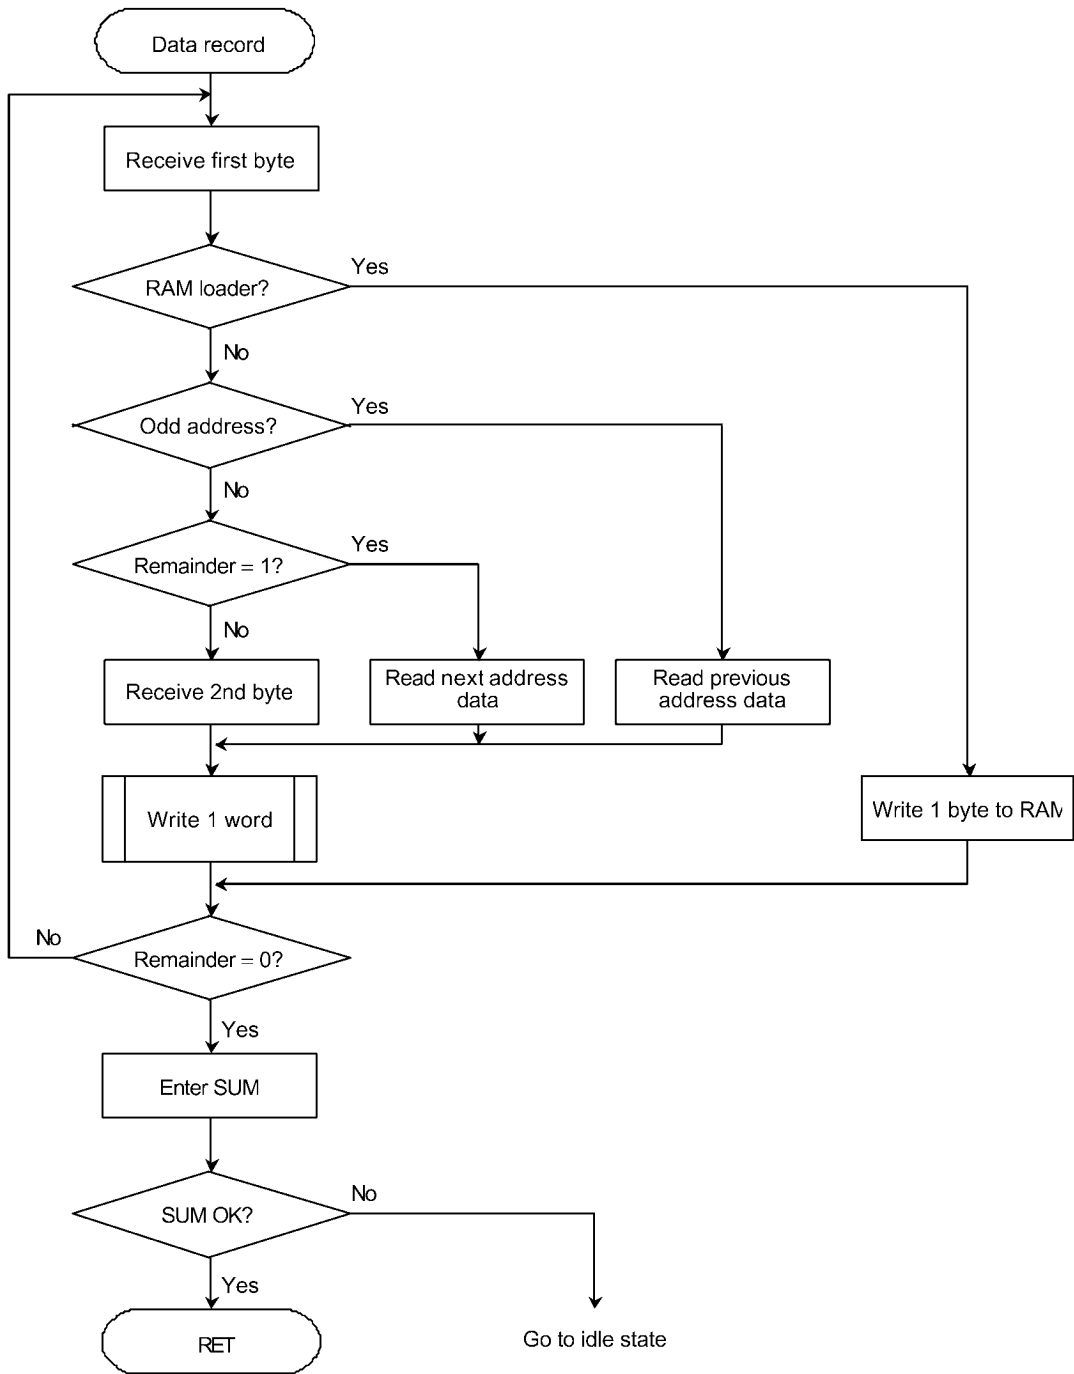 Data record
Receive first byte
RAM loader?
Yes
No
Odd address?
Yes
No
Remainder = 1?
Yes
No
Receive 2nd byte
Read next address
data
Read previous
address data
Write 1 word
Write 1 byte to RAM
Remainder = 0?
No
Yes
Enter SUM
SUM OK?
No
Yes
RET
Go to idle state